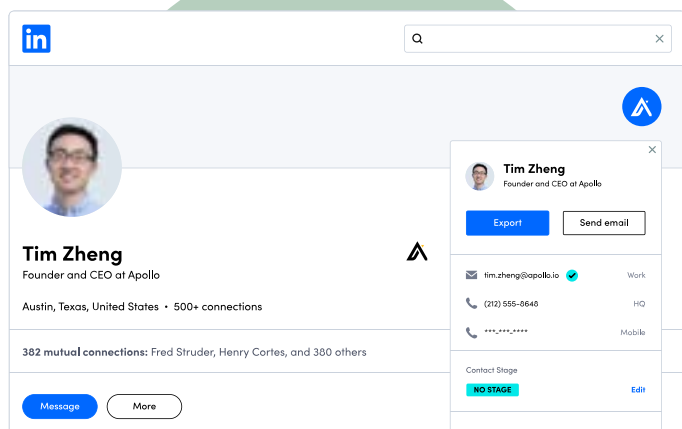 in
Tim Zheng
Founder and CEO at Apollo
Austin, Texas, United States • 500+ connections
382 mutual connections: Fred Struder, Henry Cortes, and 380 others
Message
More
Tim Zheng
Founder and CEO at Apollo
Export
Send email
tim.zheng@apollo.io
Work
(212) 555-8648
HQ
***-***-****
Mobile
Contact Stage
NO STAGE
Edit